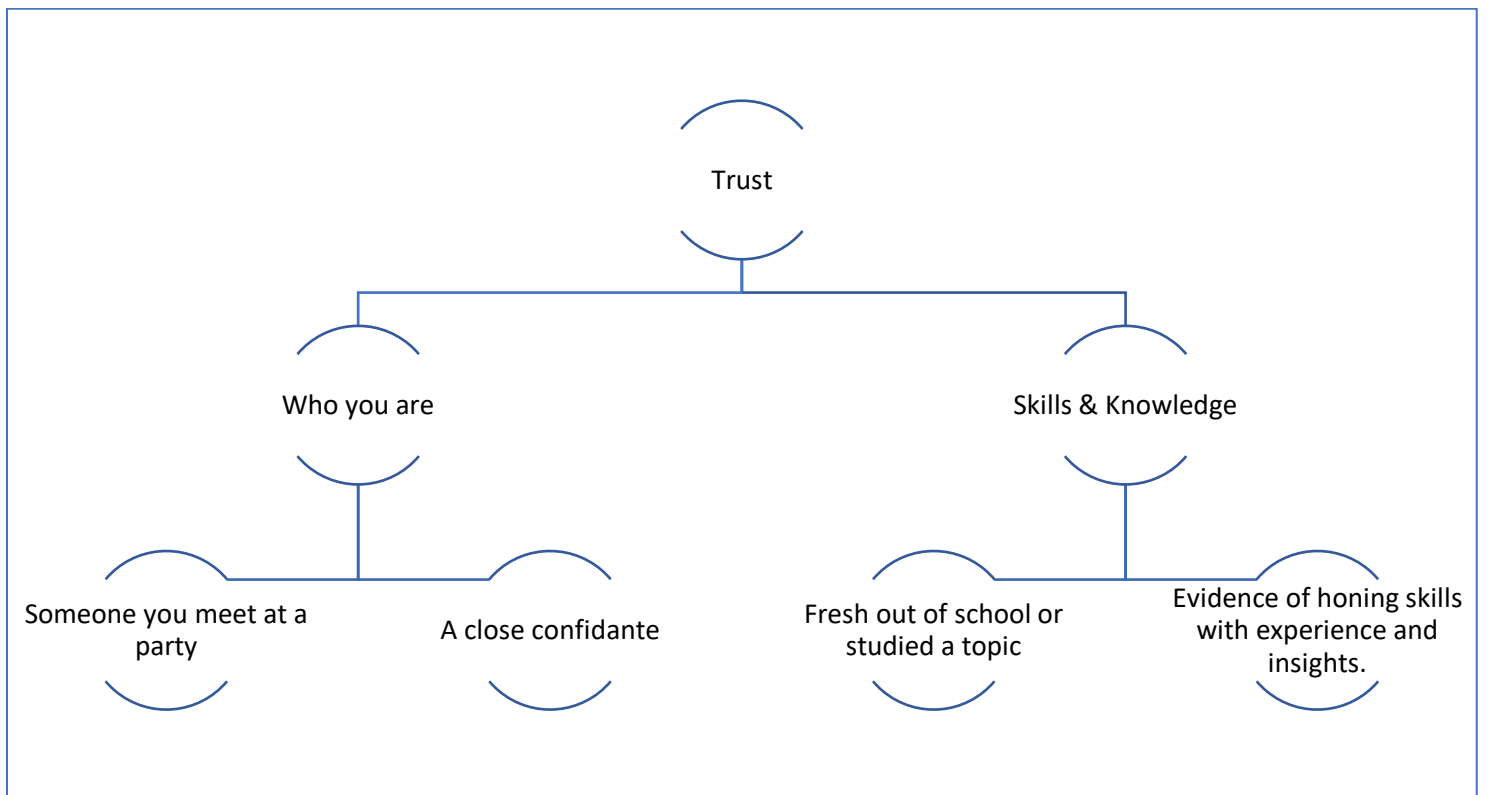 Trust
Who you are
Skills & Knowledge
Someone you meet at a
party
A close confidante
Fresh out of school or
studied a topic
Evidence of honing skills
with experience and
insights.